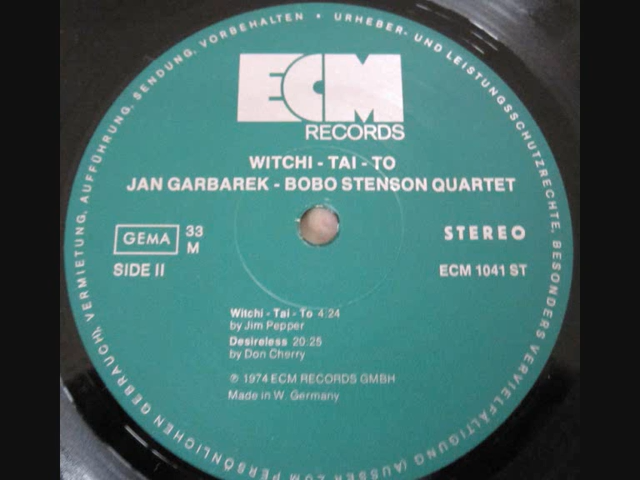 GEBRAUCH), VERMIETUNG, AUFFÜHRUNG, SENDUNG, VORBEHALTEN • URHEBER- UND LEISTUNGSSCHUTZRECHTE, BESONDERS VERVIELFÄLTIGUNG (AUSSER ZUM PERSÖNLICHEN
ECM
RECORDS
WITCHI - TAI - TO
JAN GARBAREK - BOBO STENSON QUARTET
GEMA 33 M STEREO
SIDE II ECM 1041 ST
Witchi - Tai - To 4:24
by Jim Pepper
Desireless 20:25
by Don Cherry
℗ 1974 ECM RECORDS GMBH
Made in W. Germany